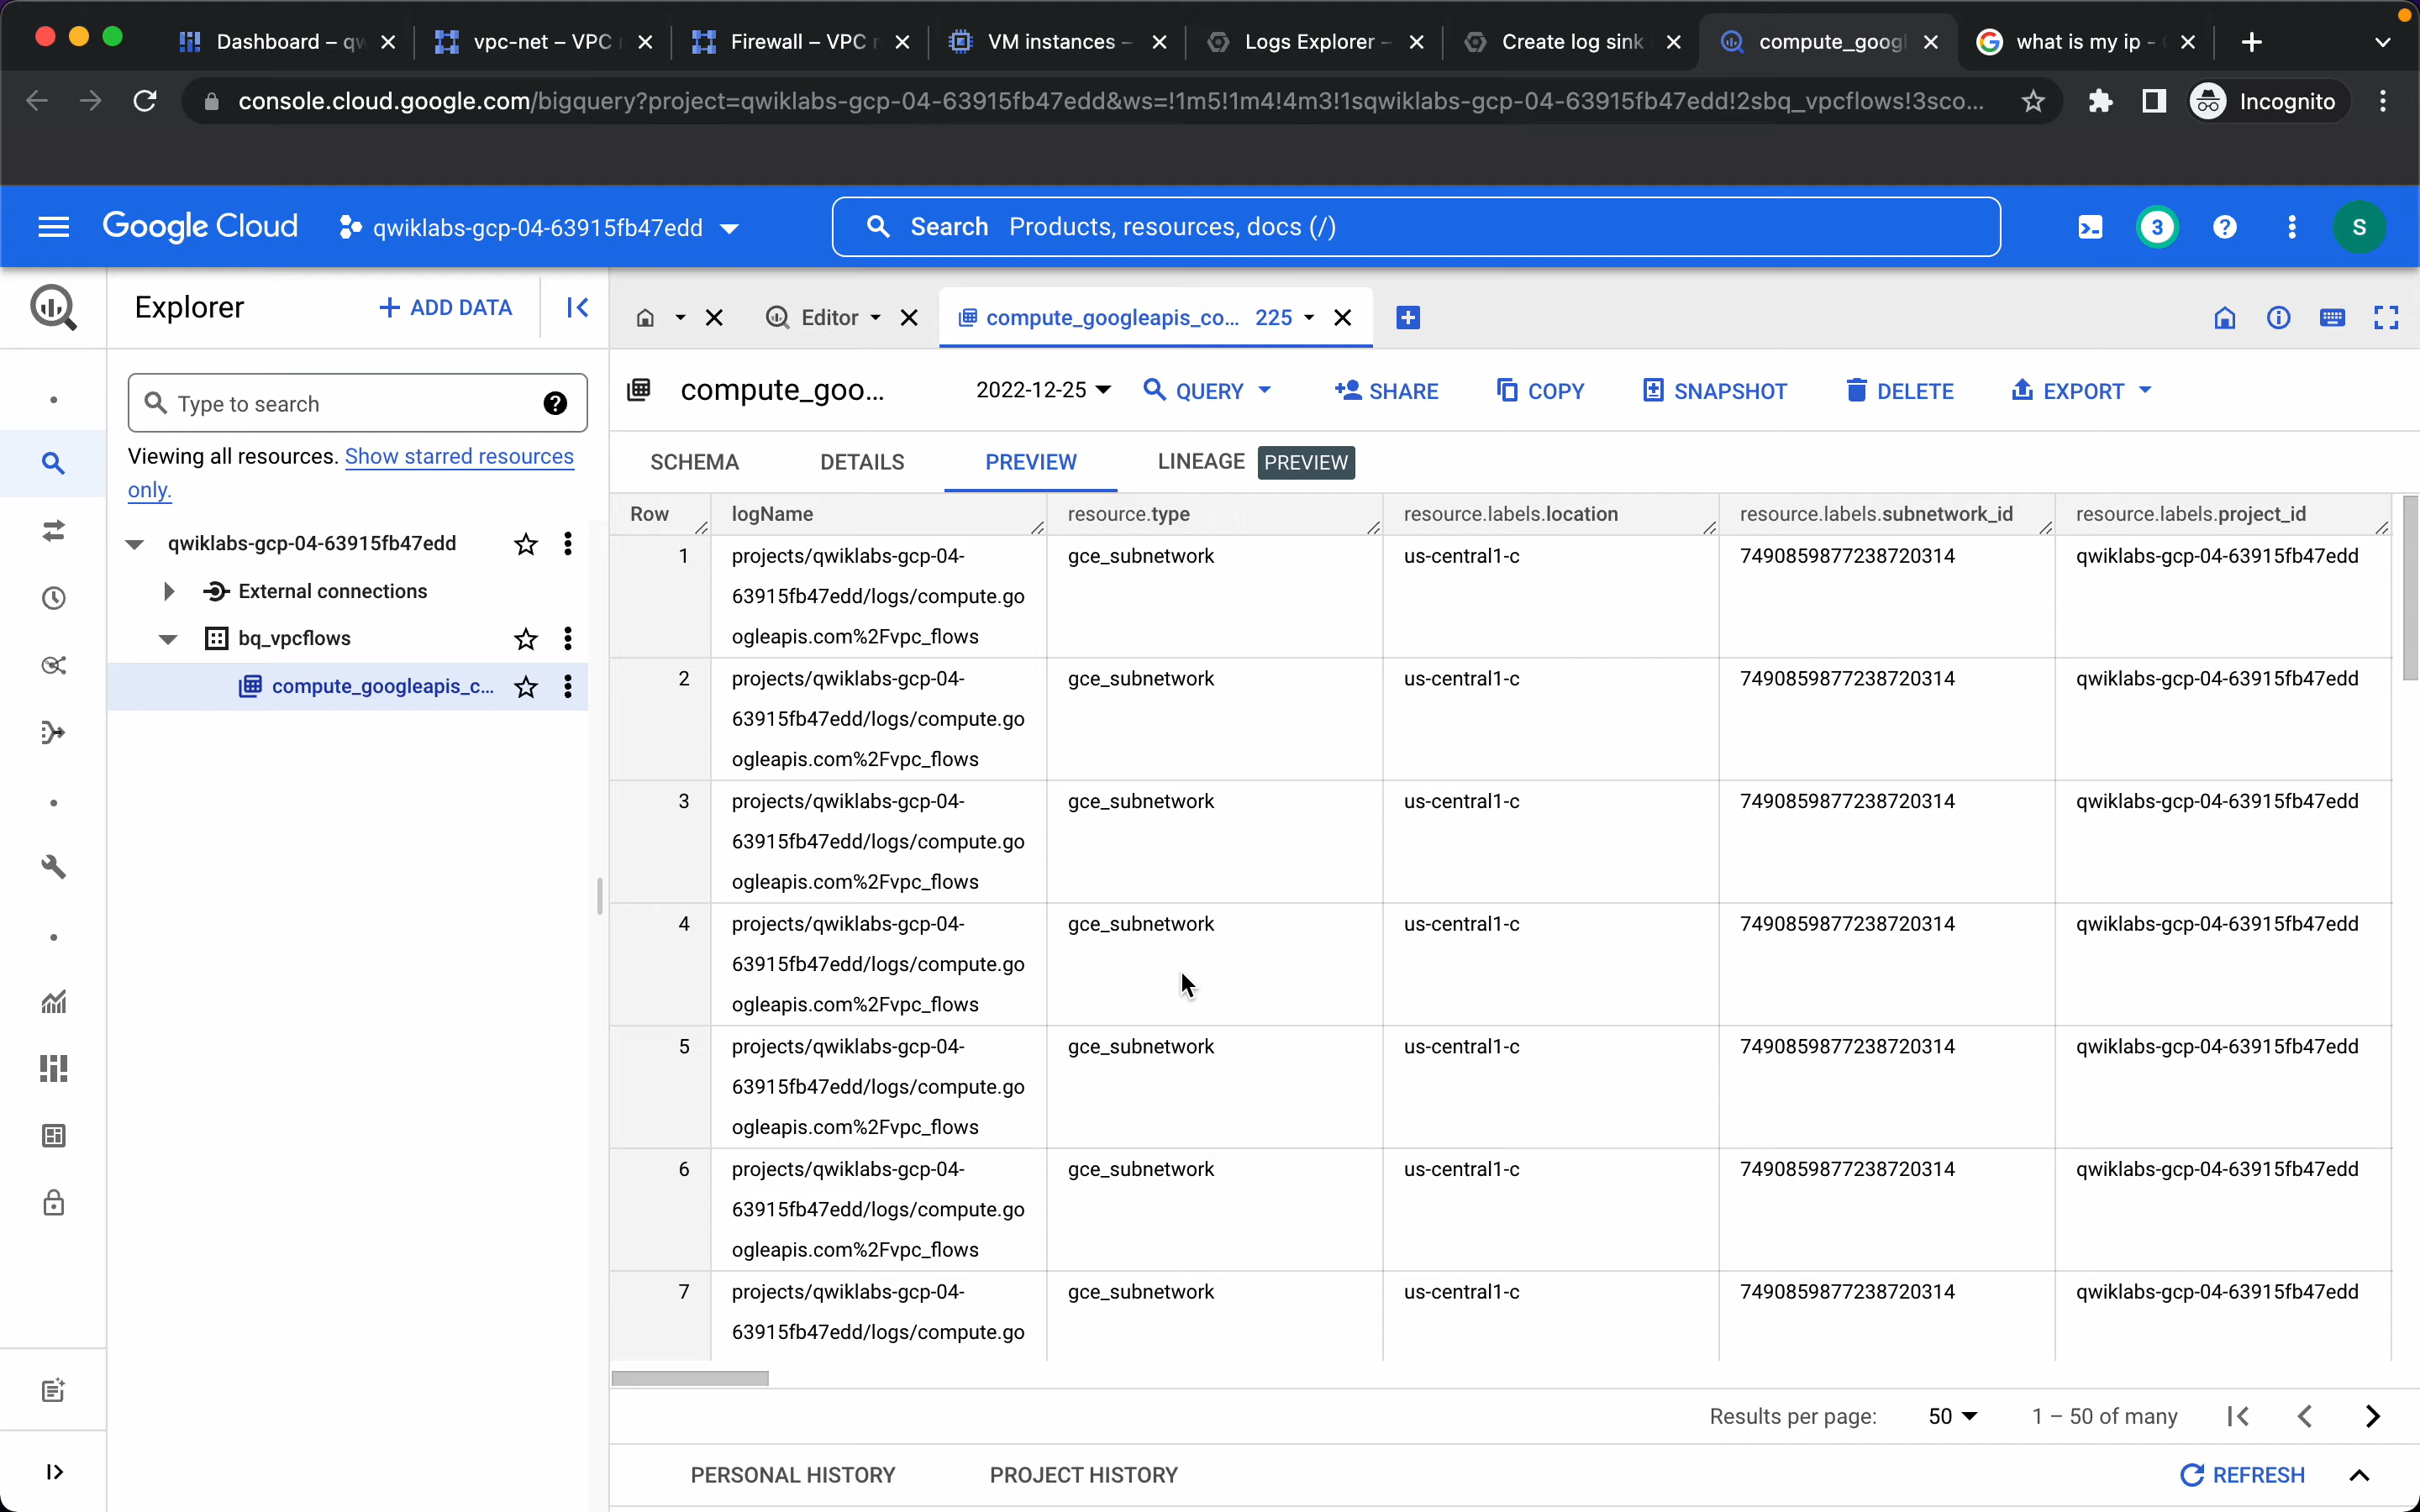 Dashboard – qw
vpc-net – VPC
Firewall – VPC
VM instances –
Logs Explorer –
Create log sink
compute_googl
what is my ip -
console.cloud.google.com/bigquery?project=qwiklabs-gcp-04-63915fb47edd&ws=!1m5!1m4!4m3!1sqwiklabs-gcp-04-63915fb47edd!2sbq_vpcflows!3sco...
Incognito
Google Cloud
qwiklabs-gcp-04-63915fb47edd
Search Products, resources, docs (/)
3
S
Explorer
+ ADD DATA
Editor
compute_googleapis_co... 225
Type to search
compute_goo...
2022-12-25
QUERY
SHARE
COPY
SNAPSHOT
DELETE
EXPORT
Viewing all resources. Show starred resources
only.
SCHEMA
DETAILS
PREVIEW
LINEAGE PREVIEW
qwiklabs-gcp-04-63915fb47edd
External connections
bq_vpcflows
compute_googleapis_c...
Row logName resource.type resource.labels.location resource.labels.subnetwork_id resource.labels.project_id
1 projects/qwiklabs-gcp-04- gce_subnetwork us-central1-c 7490859877238720314 qwiklabs-gcp-04-63915fb47edd
63915fb47edd/logs/compute.go
ogleapis.com%2Fvpc_flows
2 projects/qwiklabs-gcp-04- gce_subnetwork us-central1-c 7490859877238720314 qwiklabs-gcp-04-63915fb47edd
63915fb47edd/logs/compute.go
ogleapis.com%2Fvpc_flows
3 projects/qwiklabs-gcp-04- gce_subnetwork us-central1-c 7490859877238720314 qwiklabs-gcp-04-63915fb47edd
63915fb47edd/logs/compute.go
ogleapis.com%2Fvpc_flows
4 projects/qwiklabs-gcp-04- gce_subnetwork us-central1-c 7490859877238720314 qwiklabs-gcp-04-63915fb47edd
63915fb47edd/logs/compute.go
ogleapis.com%2Fvpc_flows
5 projects/qwiklabs-gcp-04- gce_subnetwork us-central1-c 7490859877238720314 qwiklabs-gcp-04-63915fb47edd
63915fb47edd/logs/compute.go
ogleapis.com%2Fvpc_flows
6 projects/qwiklabs-gcp-04- gce_subnetwork us-central1-c 7490859877238720314 qwiklabs-gcp-04-63915fb47edd
63915fb47edd/logs/compute.go
ogleapis.com%2Fvpc_flows
7 projects/qwiklabs-gcp-04- gce_subnetwork us-central1-c 7490859877238720314 qwiklabs-gcp-04-63915fb47edd
63915fb47edd/logs/compute.go
Results per page: 50 1 – 50 of many
PERSONAL HISTORY
PROJECT HISTORY
REFRESH